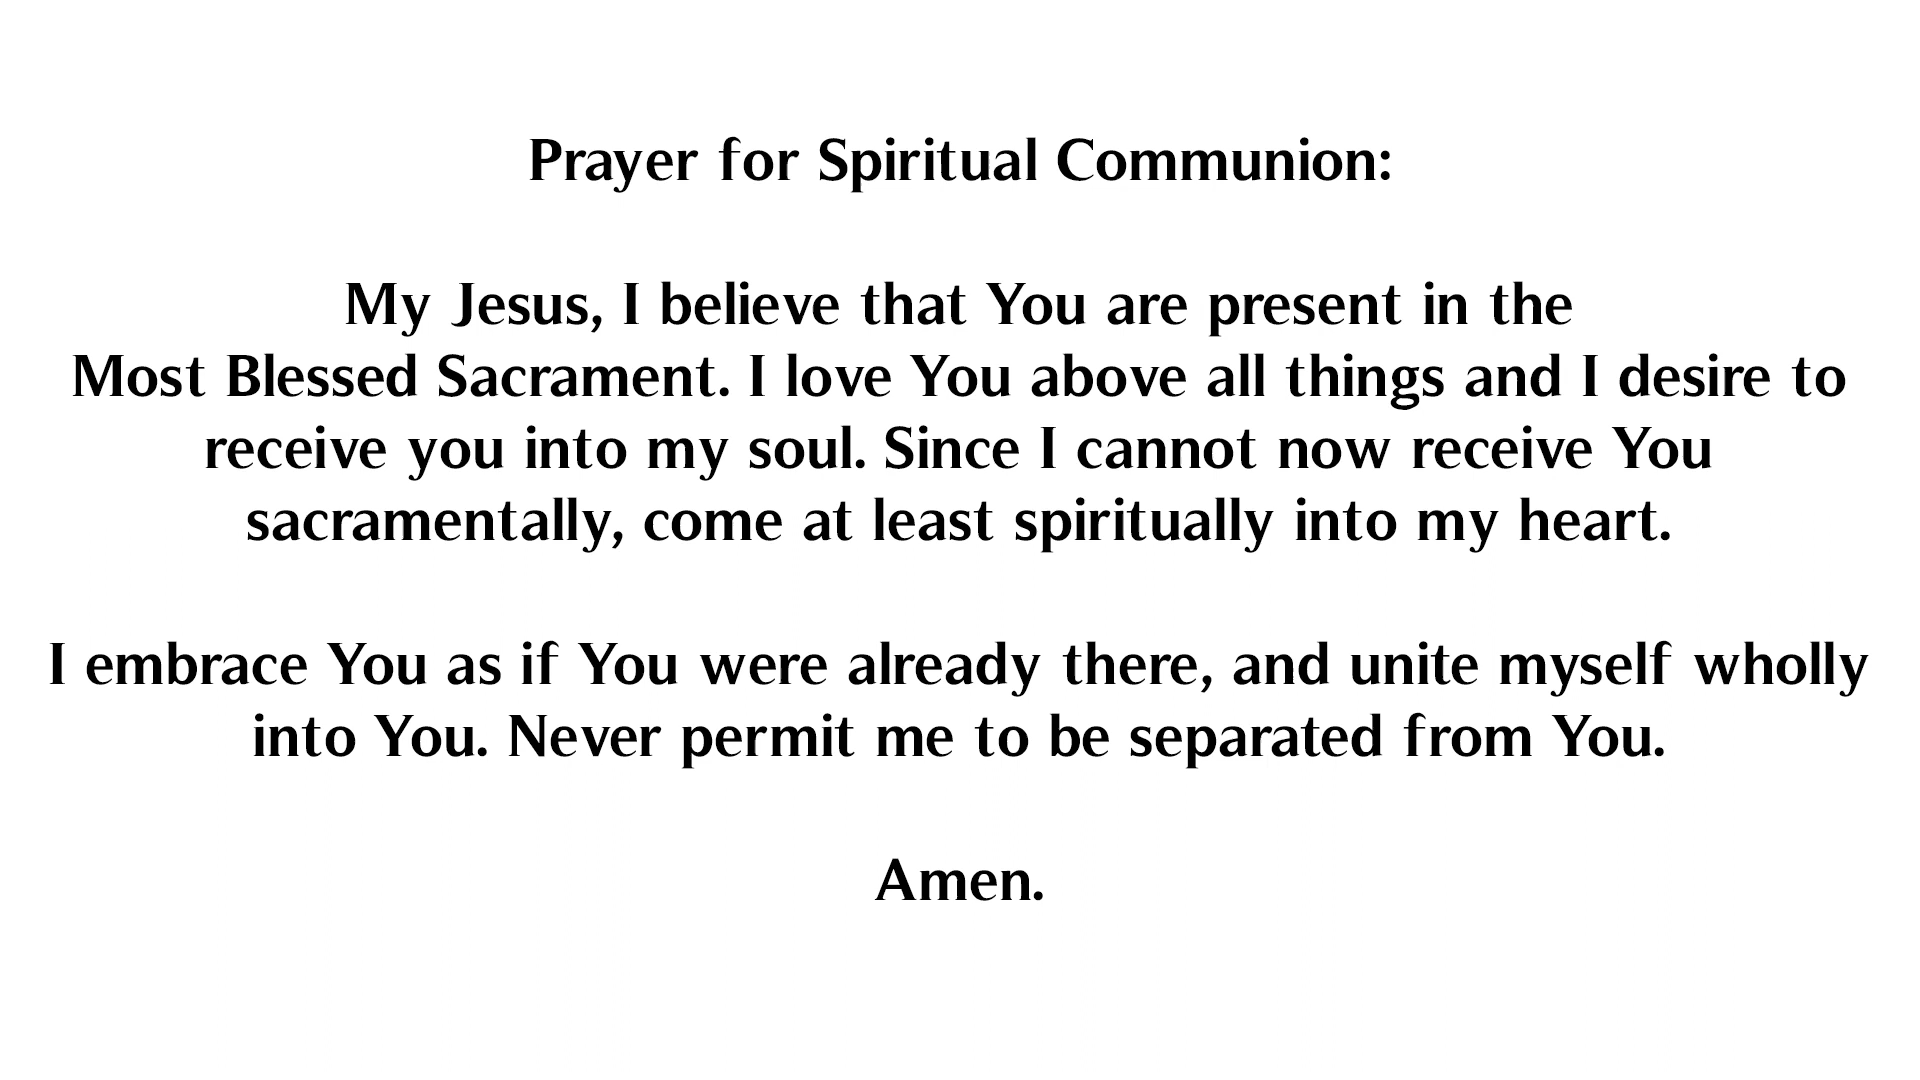 Prayer for Spiritual Communion:
My Jesus, I believe that You are present in the
Most Blessed Sacrament. I love You above all things and I desire to
receive you into my soul. Since I cannot now receive You
sacramentally, come at least spiritually into my heart.
I embrace You as if You were already there, and unite myself wholly
into You. Never permit me to be separated from You.
Amen.